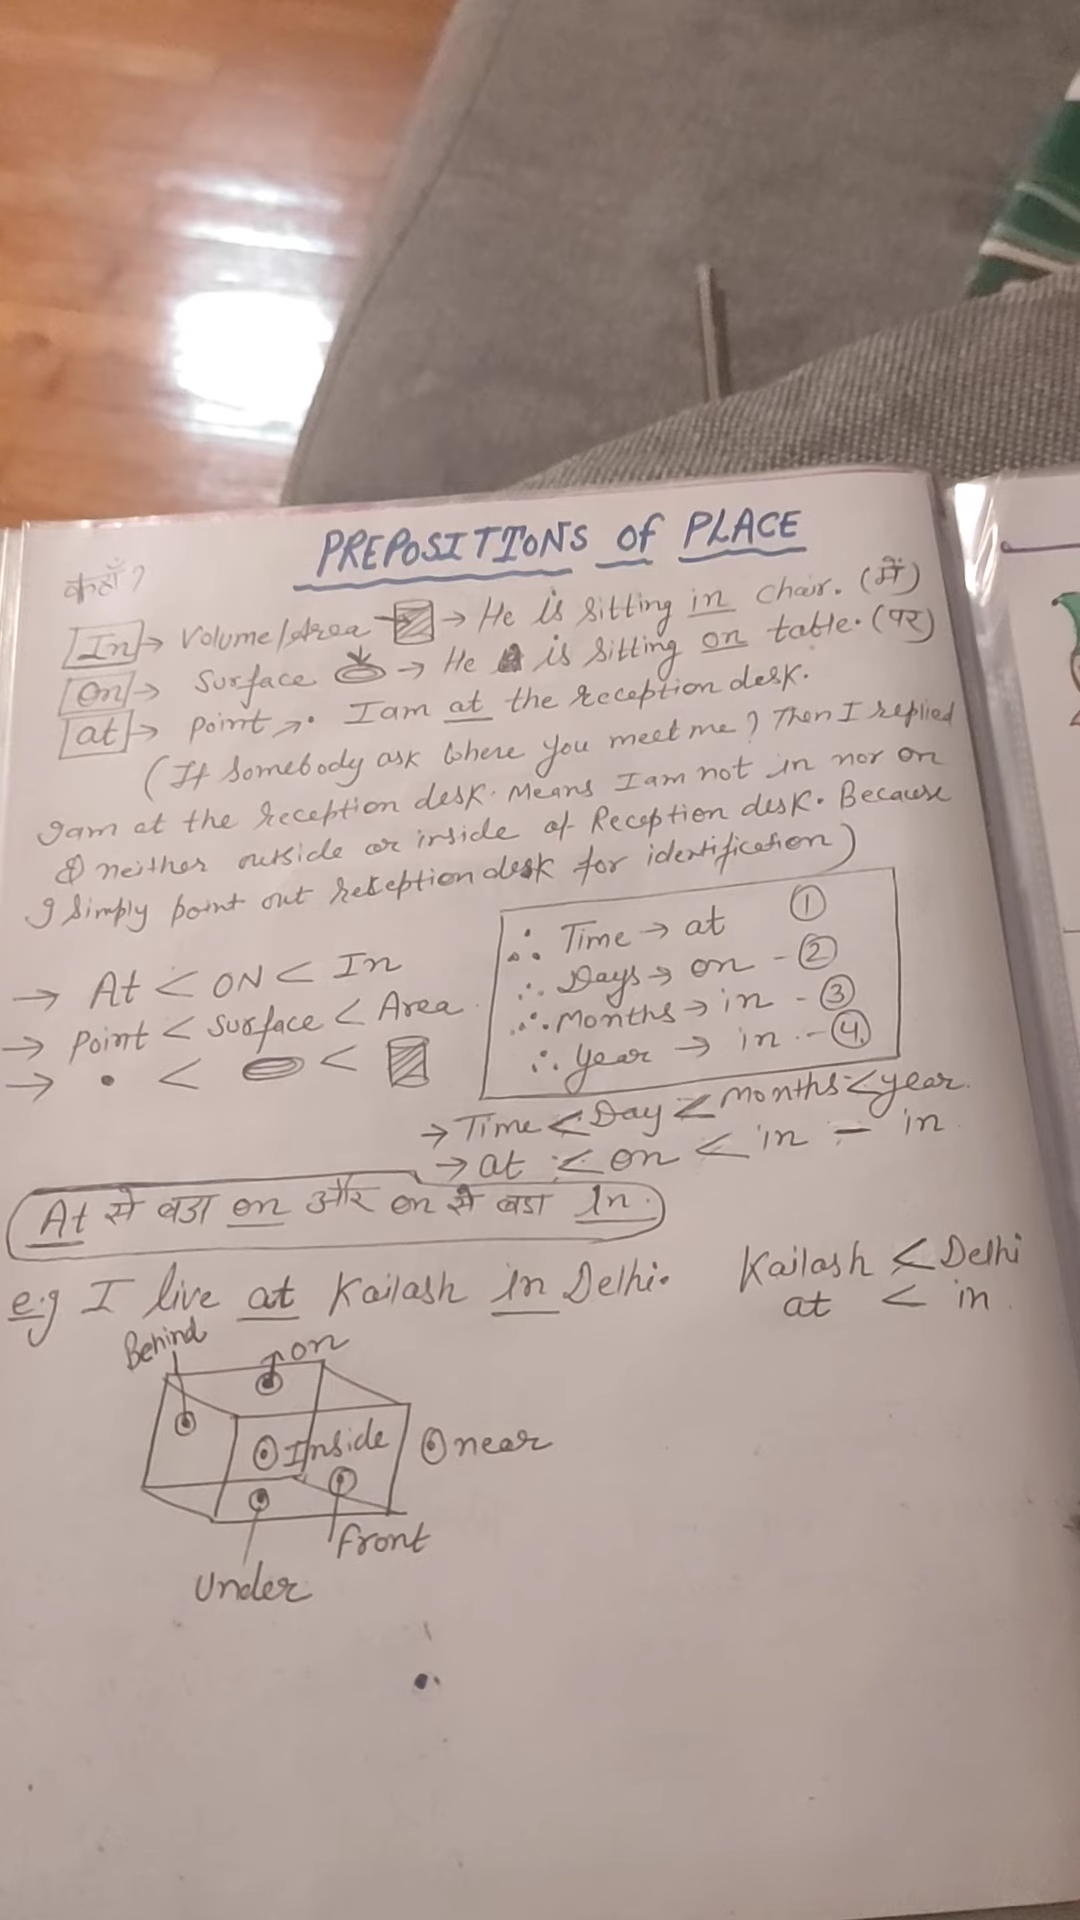 PREPOSITIONS of PLACE
कहाँ?
In → Volume/Area → He is sitting in chair. (में)
on → Surface → He is sitting on table. (पर)
at → point → . I am at the reception desk.
(If Somebody ask where you meet me? Then I replied
I am at the reception desk. Means I am not in nor on
& neither outside or inside of Reception desk. Because
I simply point out reception desk for identification)
→ At < ON < In
→ Point < Surface < Area
→ • < <
∴ Time → at ①
∴ Days → on - ②
∴ Months → in - ③
∴ year → in - ④
→ Time < Day < Months < year
→ at < on < in — in
At से बडा on और on से बडा In.
e.g I live at Kailash in Delhi.
Kailash < Delhi
at < in
Behind
on
Inside
near
front
Under